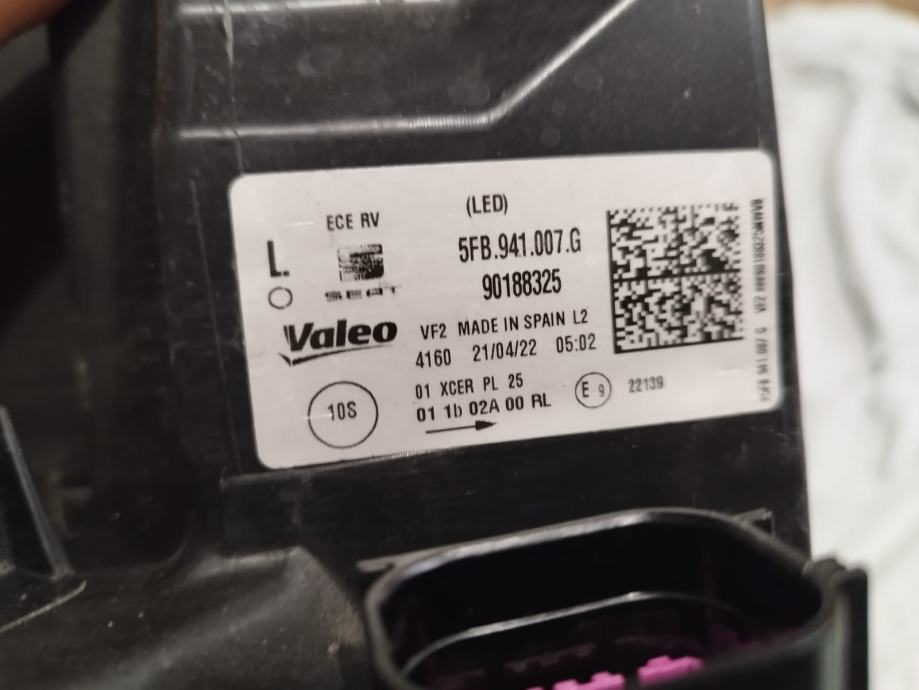 (LED)
ECE RV
L.
5FB.941.007.G
SEAT
90188325
Valeo
VF2 MADE IN SPAIN L2
4160 21/04/22 05:02
10S
01 XCER PL 25
01 1b 02A 00 RL
E 9
22139